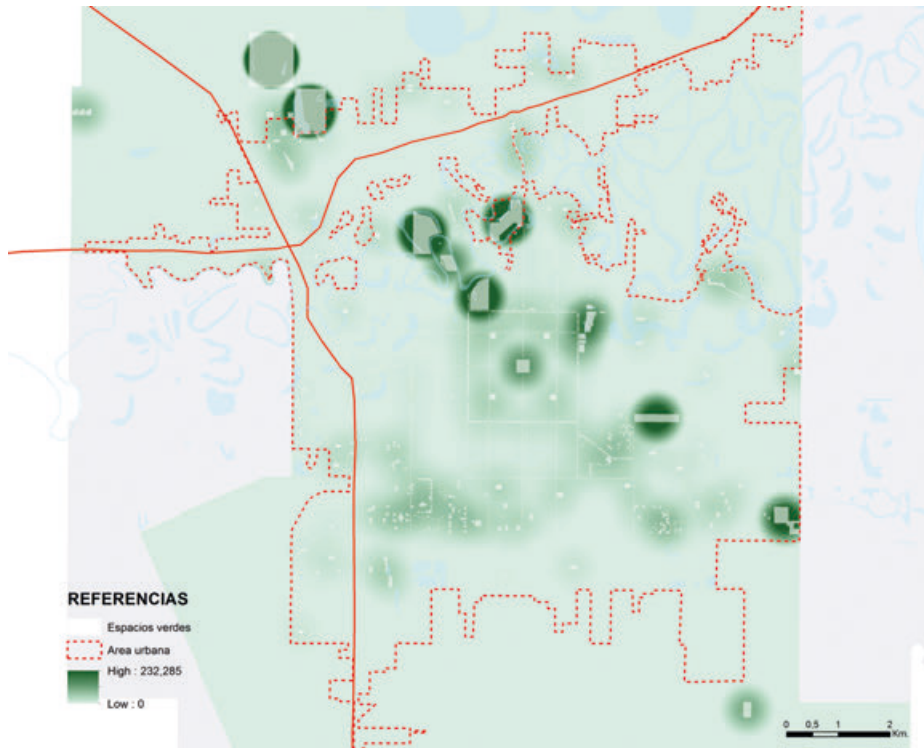 REFERENCIAS
Espacios verdes
Area urbana
High : 232,285
Low : 0
0 0,5 1 2
Km.